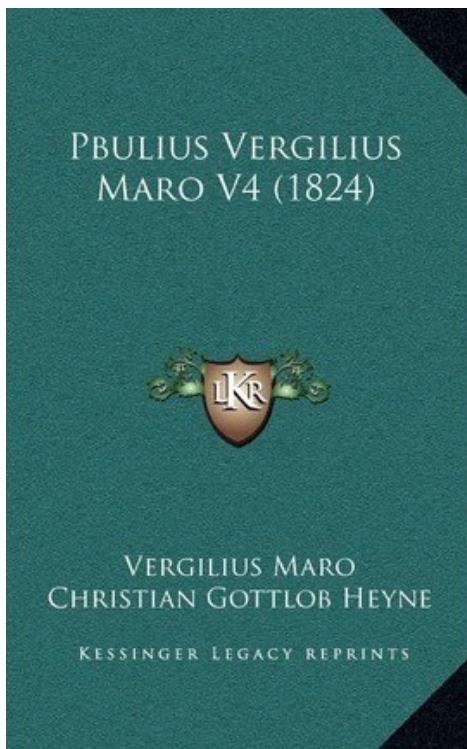 Pbulius Vergilius
Maro V4 (1824)
LKR
Vergilius Maro
Christian Gottlob Heyne
Kessinger Legacy reprints